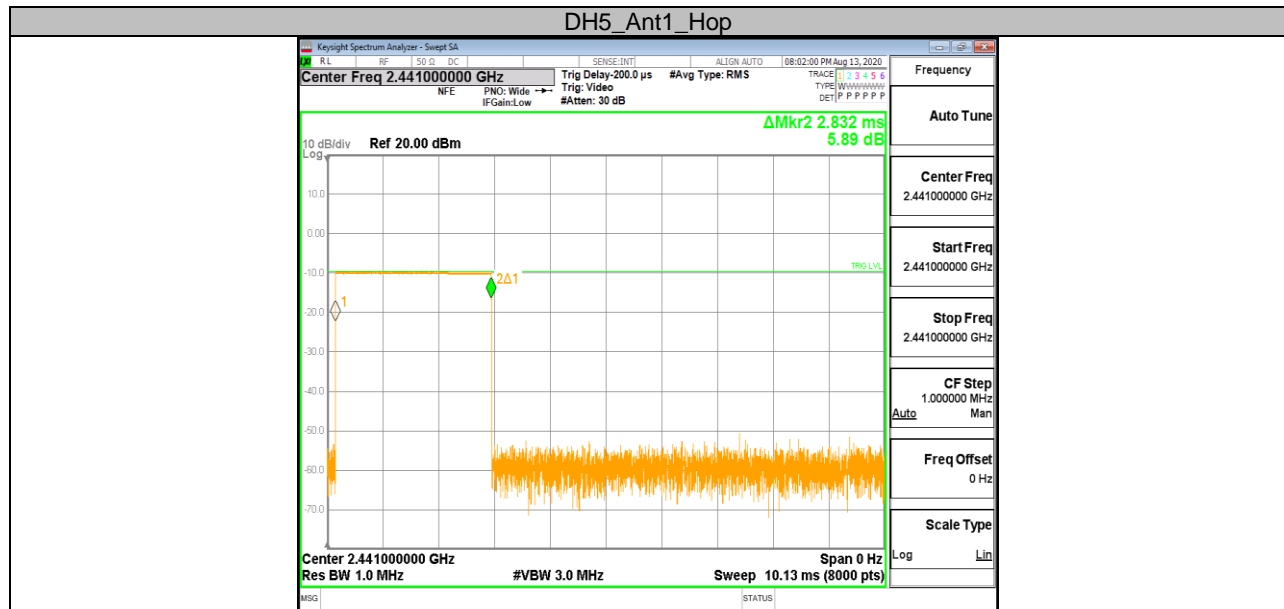 DH5_Ant1_Hop
Keysight Spectrum Analyzer - Swept SA
RL RF 50 Ω DC SENSE:INT ALIGN AUTO 08:02:00 PM Aug 13, 2020
Center Freq 2.441000000 GHz
NFE
PNO: Wide
IFGain:Low
Trig Delay-200.0 µs
Trig: Video
#Atten: 30 dB
#Avg Type: RMS
TRACE 1 2 3 4 5 6
TYPE
DET P P P P P P
ΔMkr2 2.832 ms
5.89 dB
10 dB/div Ref 20.00 dBm
Log
10.0
0.00
-10.0
-20.0
-30.0
-40.0
-50.0
-60.0
-70.0
TRIG LVL
2Δ1
1
Center 2.441000000 GHz Span 0 Hz
Res BW 1.0 MHz #VBW 3.0 MHz Sweep 10.13 ms (8000 pts)
MSG STATUS
Frequency
Auto Tune
Center Freq
2.441000000 GHz
Start Freq
2.441000000 GHz
Stop Freq
2.441000000 GHz
CF Step
1.000000 MHz
Auto Man
Freq Offset
0 Hz
Scale Type
Log Lin